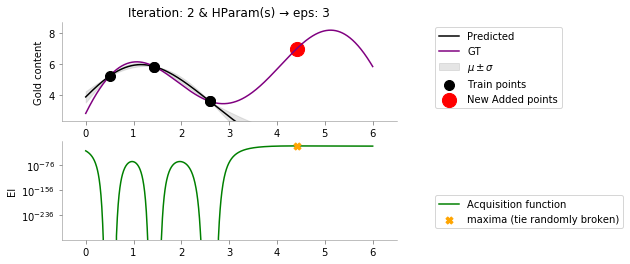 Iteration: 2 & HParam(s) → eps: 3
Gold content
8
6
4
0 1 2 3 4 5 6
Predicted
GT
μ ± σ
Train points
New Added points
EI
10⁻⁷⁶
10⁻¹⁵⁶
10⁻²³⁶
0 1 2 3 4 5 6
Acquisition function
maxima (tie randomly broken)